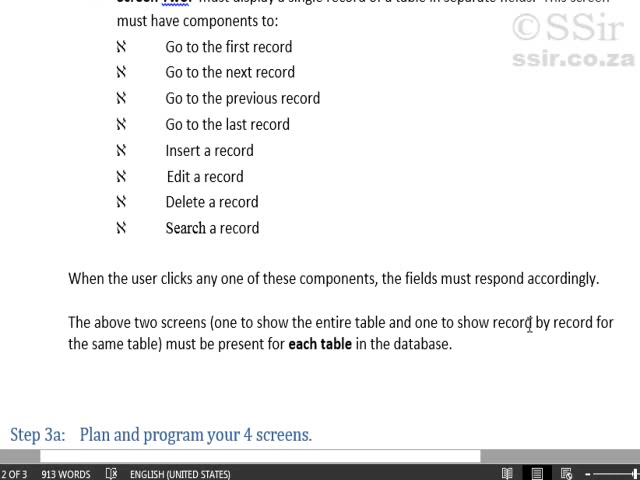 Screen Two: must display a single record of a table in separate fields. This screen
© SSir
must have components to:
ssir.co.za
ℵ Go to the first record
ℵ Go to the next record
ℵ Go to the previous record
ℵ Go to the last record
ℵ Insert a record
ℵ Edit a record
ℵ Delete a record
ℵ Search a record
When the user clicks any one of these components, the fields must respond accordingly.
The above two screens (one to show the entire table and one to show record by record for
the same table) must be present for each table in the database.
Step 3a: Plan and program your 4 screens.
2 OF 3 913 WORDS ENGLISH (UNITED STATES)